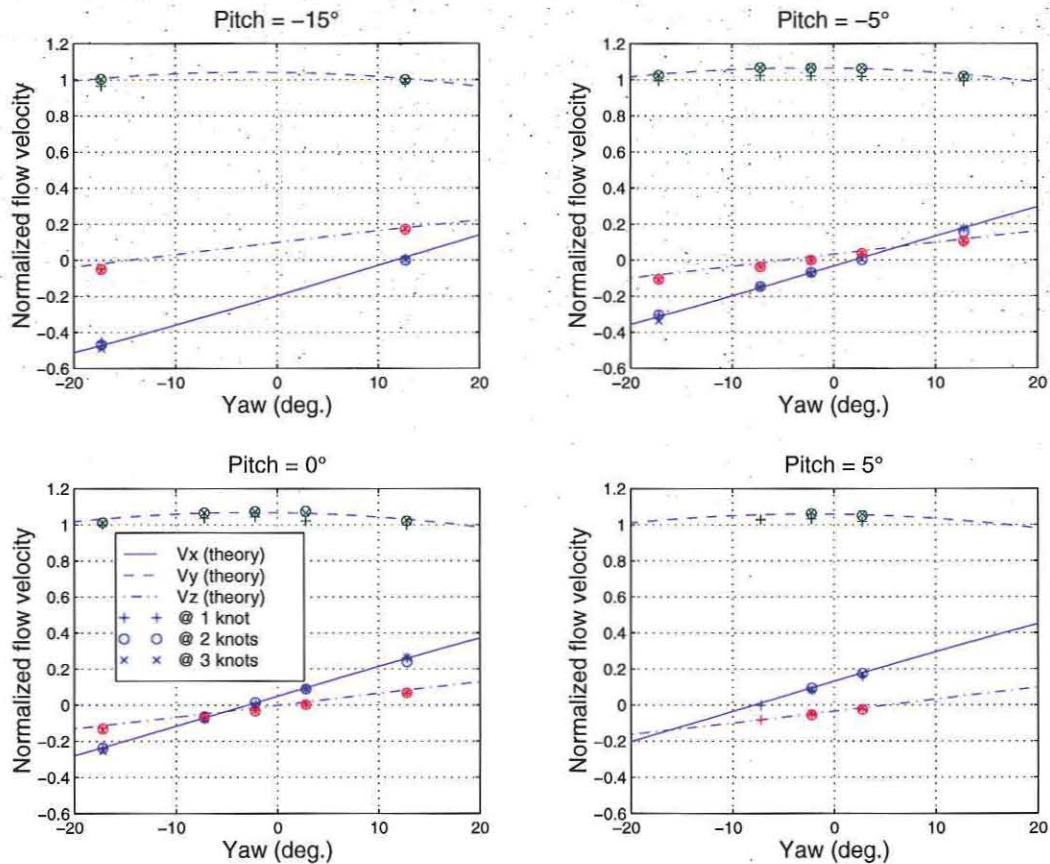 Pitch = −15°
1.2
1
0.8
0.6
0.4
0.2
0
−0.2
−0.4
−0.6
Normalized flow velocity
−20 −10 0 10 20
Yaw (deg.)
Pitch = −5°
1.2
1
0.8
0.6
0.4
0.2
0
−0.2
−0.4
−0.6
Normalized flow velocity
−20 −10 0 10 20
Yaw (deg.)
Pitch = 0°
1.2
1
0.8
0.6
0.4
0.2
0
−0.2
−0.4
−0.6
Normalized flow velocity
Vx (theory)
Vy (theory)
Vz (theory)
@ 1 knot
@ 2 knots
@ 3 knots
−20 −10 0 10 20
Yaw (deg.)
Pitch = 5°
1.2
1
0.8
0.6
0.4
0.2
0
−0.2
−0.4
−0.6
Normalized flow velocity
−20 −10 0 10 20
Yaw (deg.)